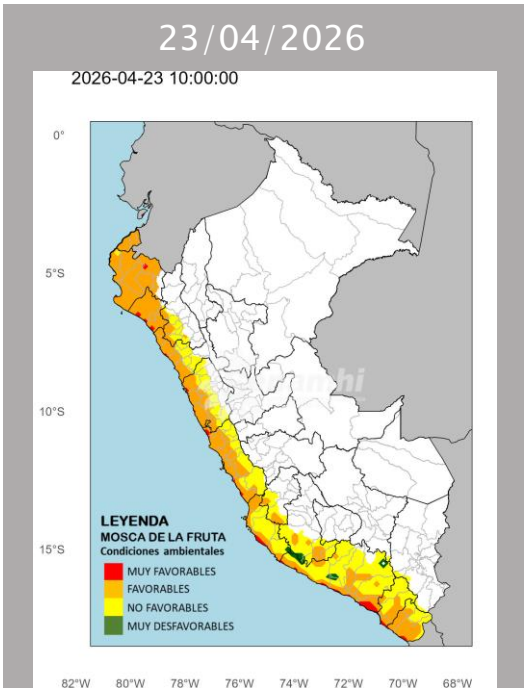 23/04/2026
2026-04-23 10:00:00
0°
5°S
10°S
15°S
LEYENDA
MOSCA DE LA FRUTA
Condiciones ambientales
MUY FAVORABLES
FAVORABLES
NO FAVORABLES
MUY DESFAVORABLES
82°W 80°W 78°W 76°W 74°W 72°W 70°W 68°W